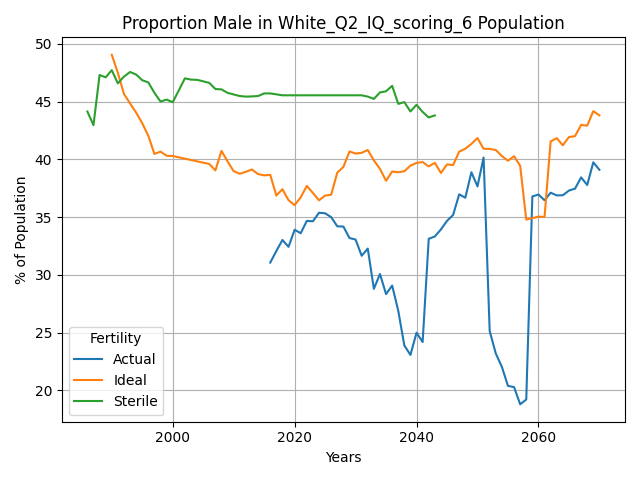 Proportion Male in White_Q2_IQ_scoring_6 Population
50
45
40
35
30
25
20
% of Population
Fertility
Actual
Ideal
Sterile
2000
2020
2040
2060
Years